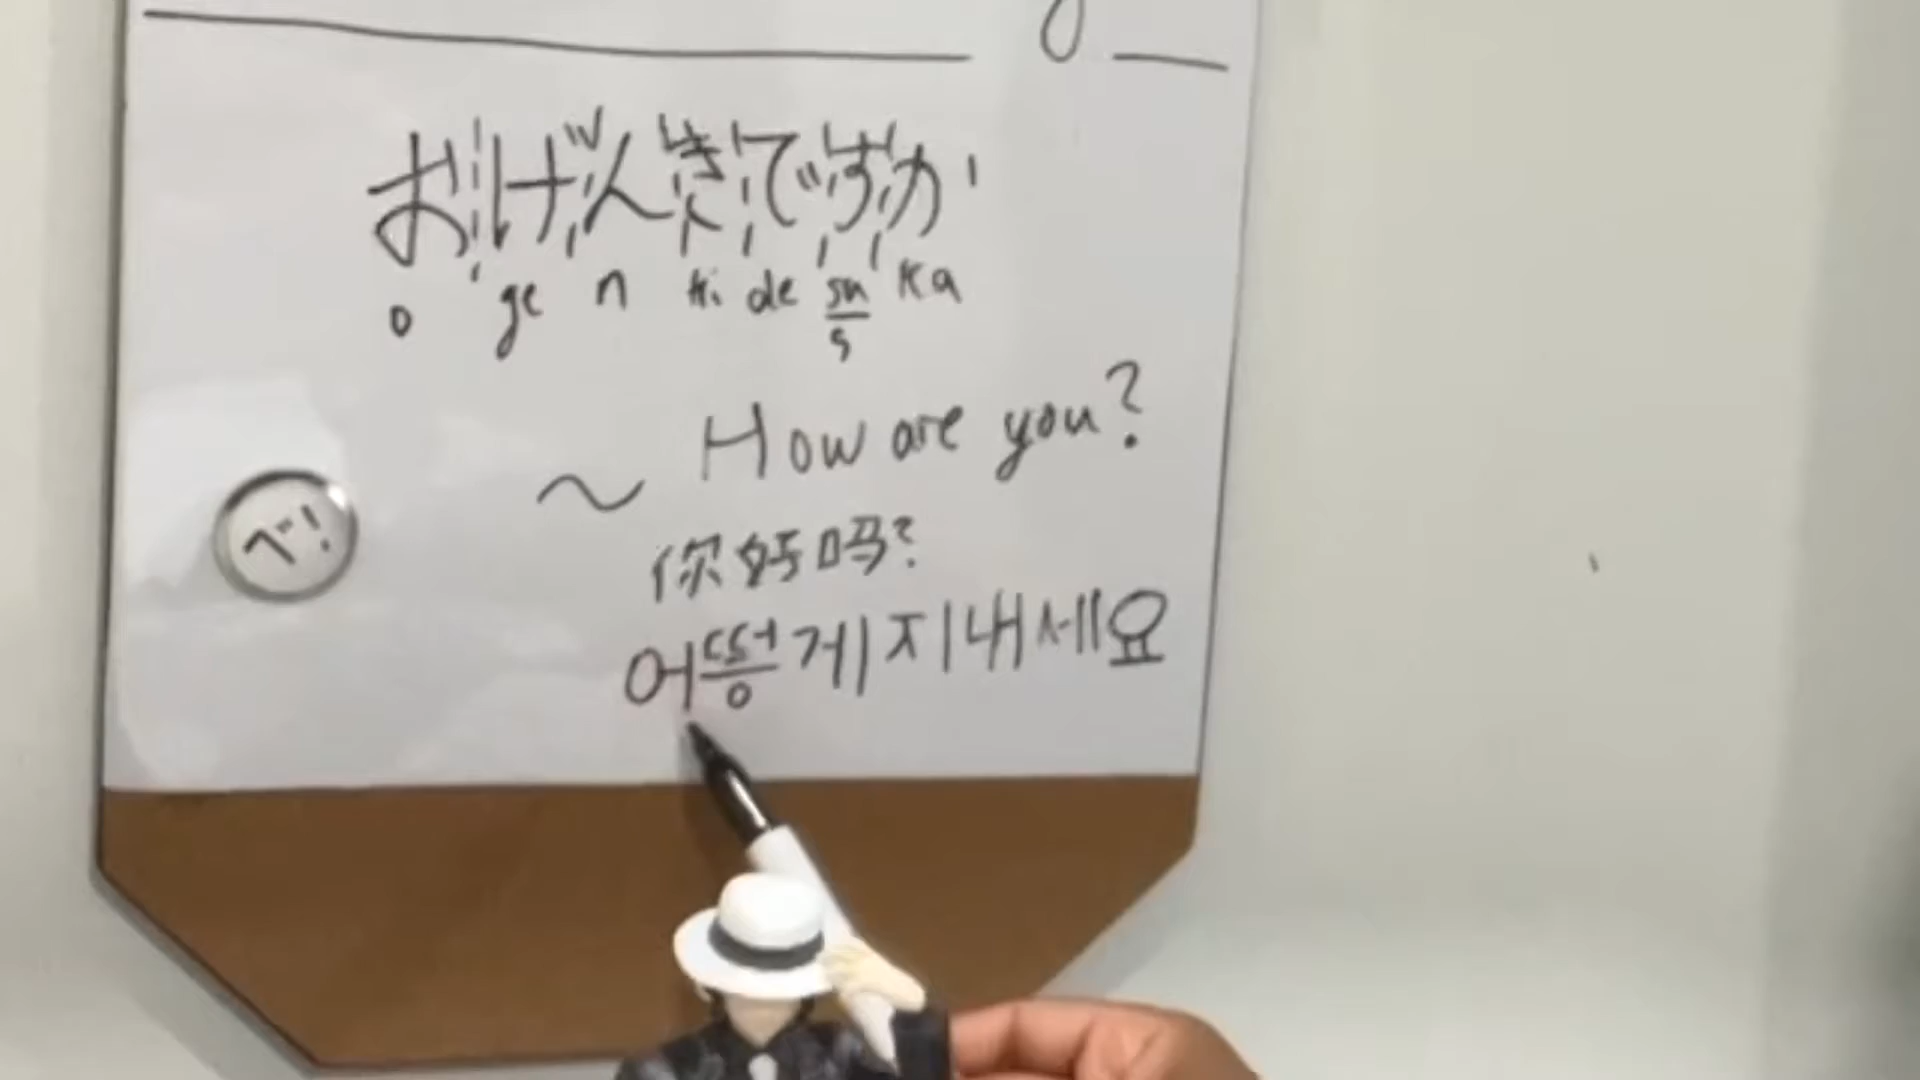 おげんきですか
o ge n ki de su ka
s
~ How are you?
べ!
你好吗?
어떻게지내세요